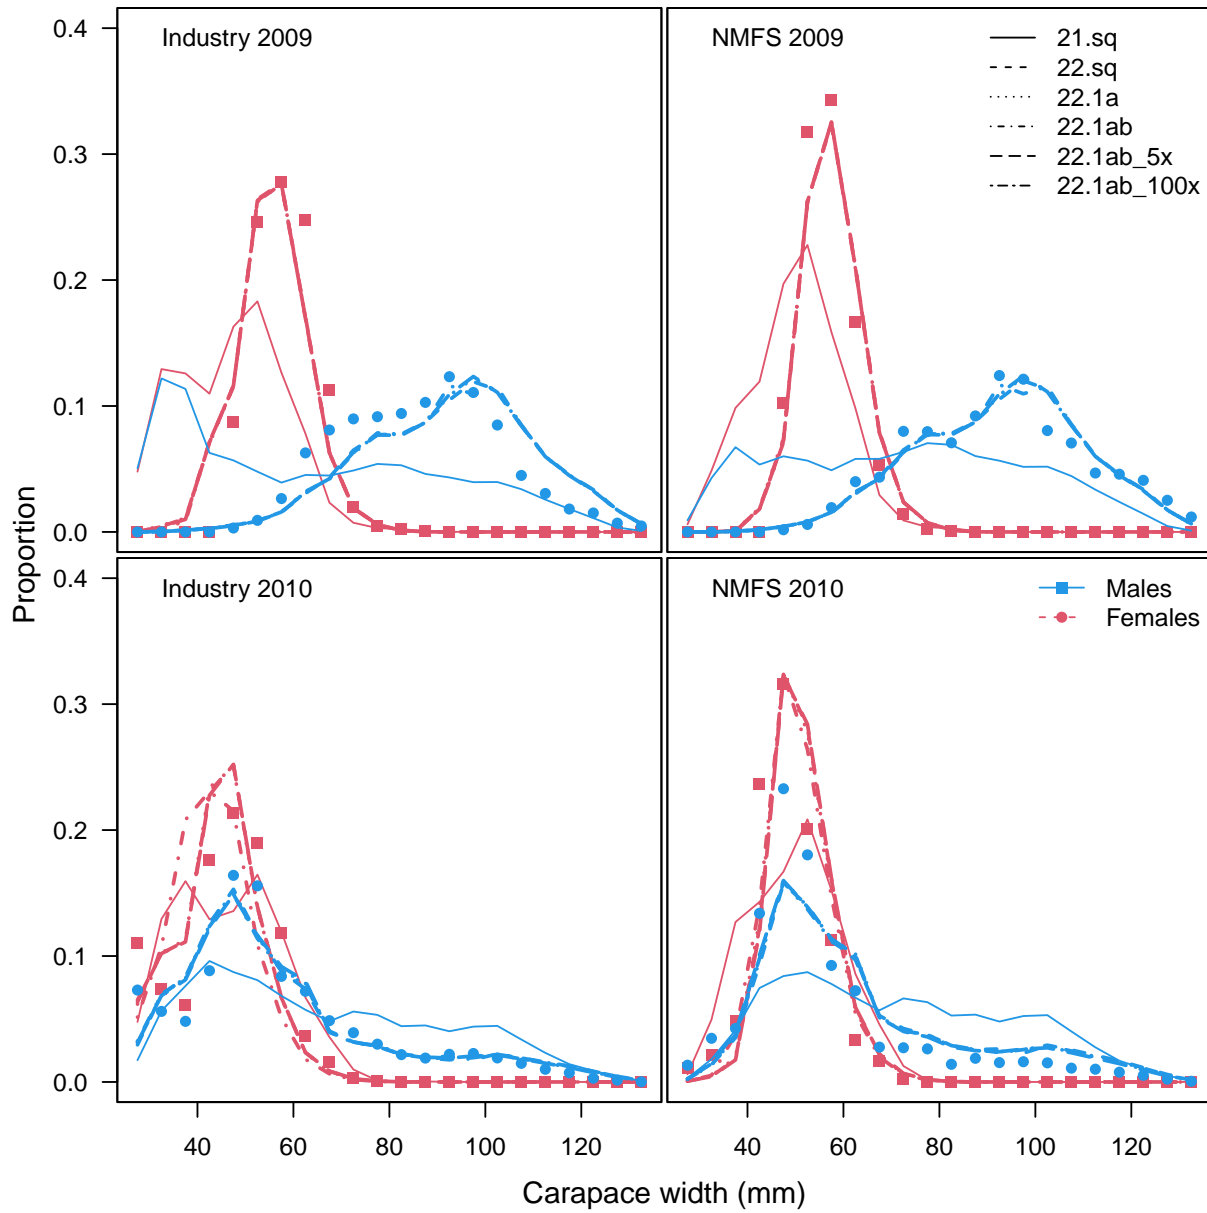 Industry 2009
NMFS 2009
21.sq
22.sq
22.1a
22.1ab
22.1ab_5x
22.1ab_100x
0.4
0.3
0.2
0.1
0.0
Industry 2010
NMFS 2010
Males
Females
0.4
0.3
0.2
0.1
0.0
Proportion
40
60
80
100
120
40
60
80
100
120
Carapace width (mm)